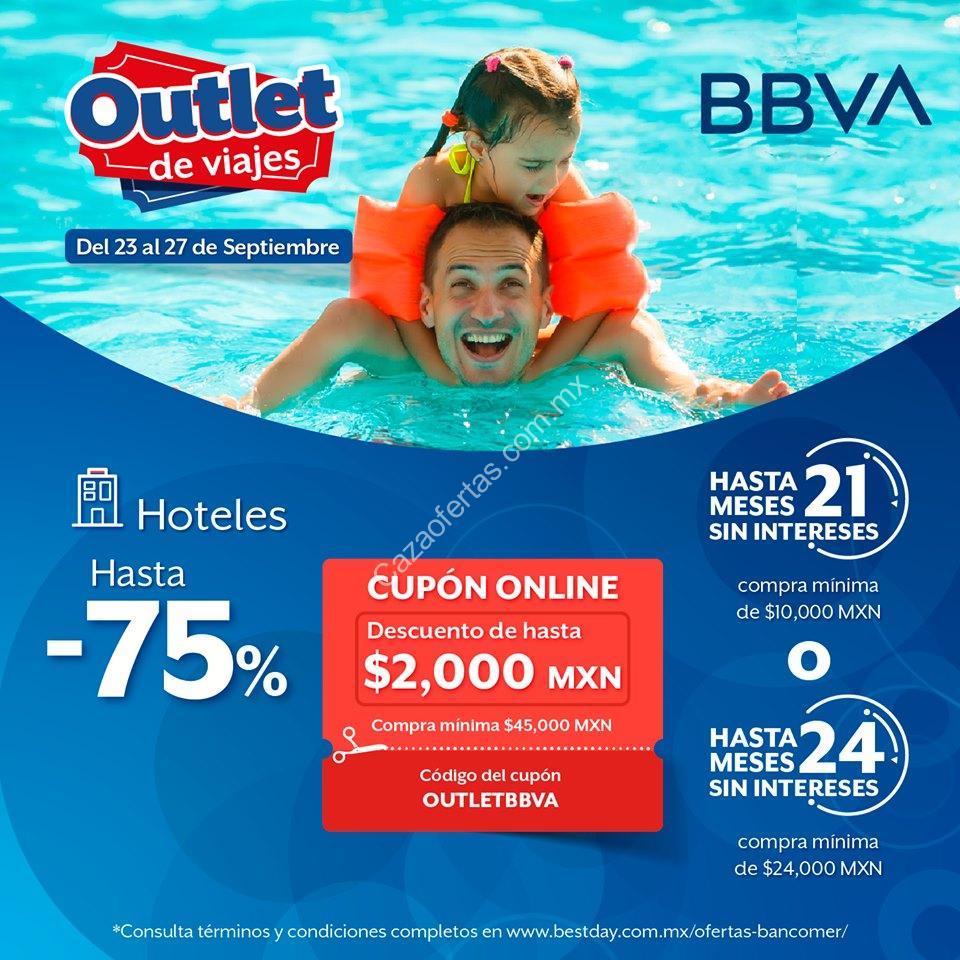 Outlet
de viajes
BBVA
Del 23 al 27 de Septiembre
Cazaofertas.com.mx
Hoteles
Hasta
-75%
CUPÓN ONLINE
Descuento de hasta
$2,000 MXN
Compra mínima $45,000 MXN
Código del cupón
OUTLETBBVA
HASTA 21
MESES
SIN INTERESES
compra mínima
de $10,000 MXN
O
HASTA 24
MESES
SIN INTERESES
compra mínima
de $24,000 MXN
*Consulta términos y condiciones completos en www.bestday.com.mx/ofertas-bancomer/